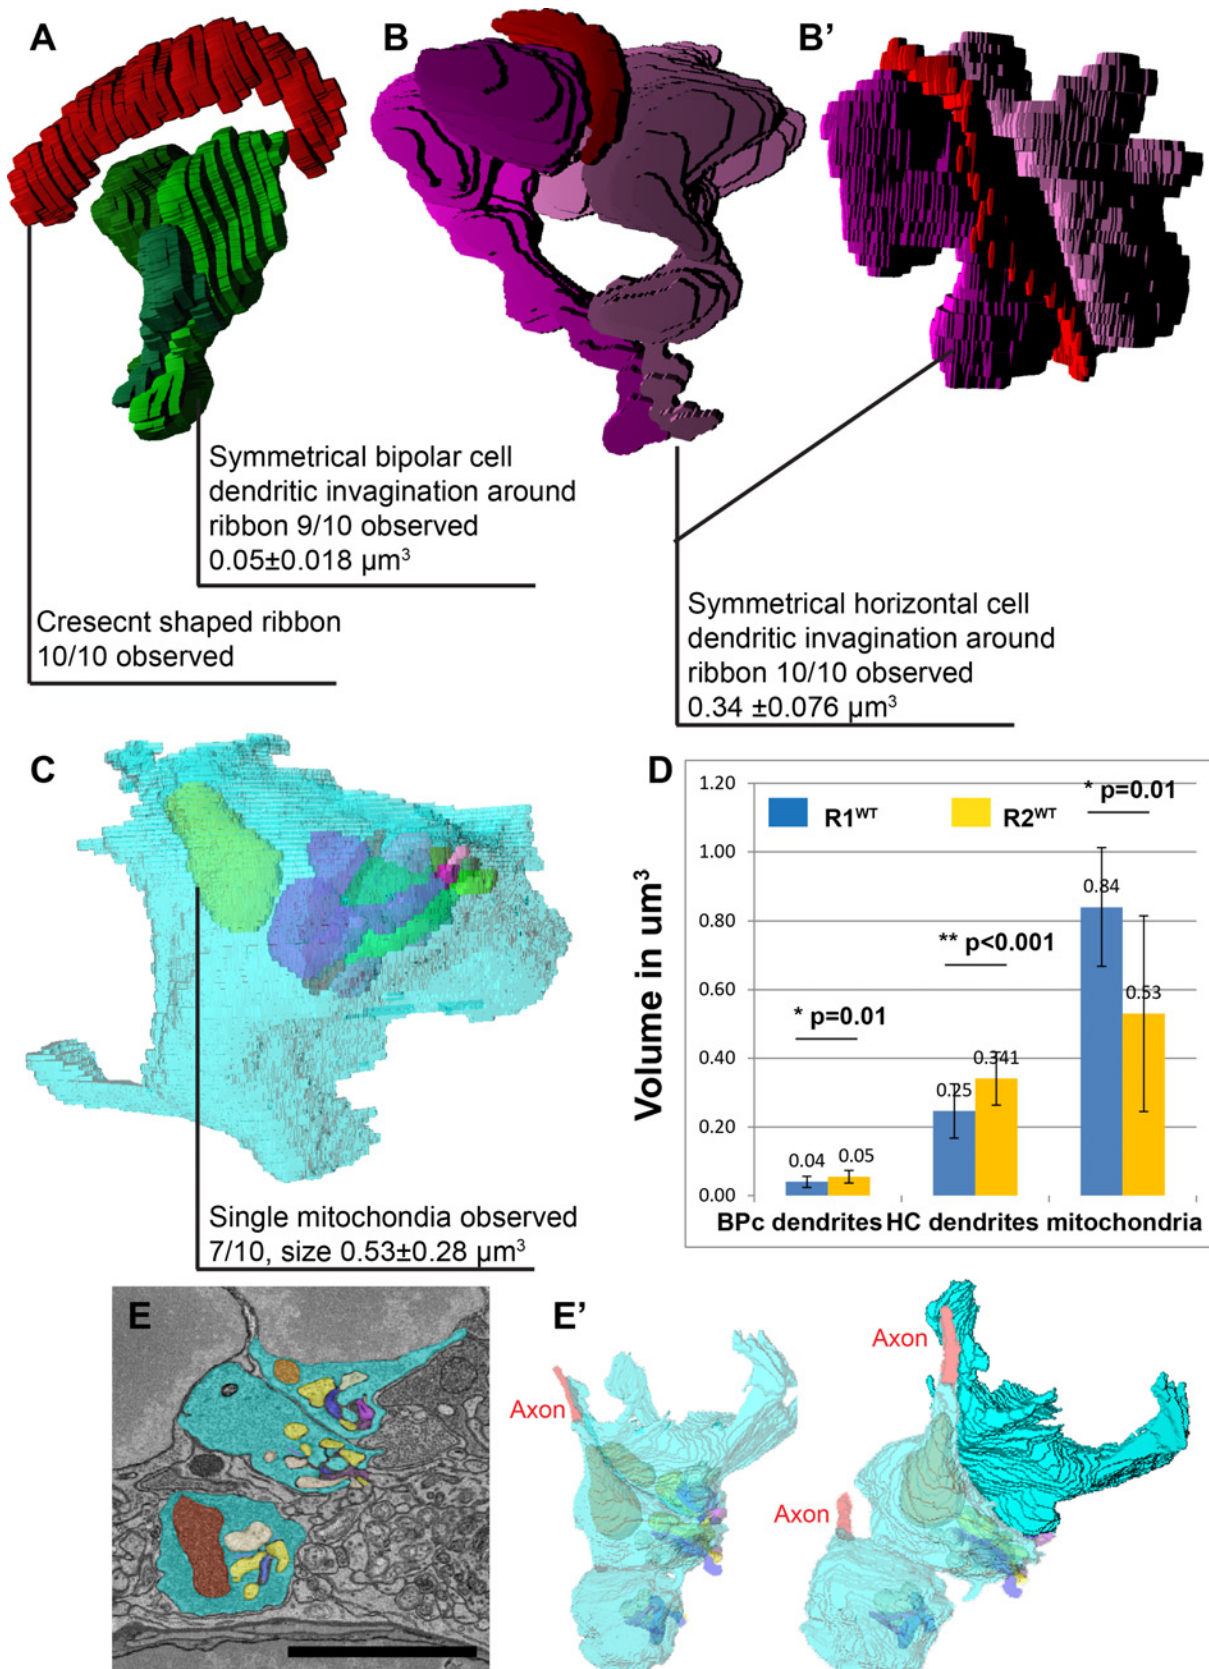 A
B
B’
Symmetrical bipolar cell
dendritic invagination around
ribbon 9/10 observed
0.05±0.018 µm³
Cresecnt shaped ribbon
10/10 observed
Symmetrical horizontal cell
dendritic invagination around
ribbon 10/10 observed
0.34 ±0.076 µm³
C
Single mitochondia observed
7/10, size 0.53±0.28 µm³
D
Volume in um³
1.20
1.00
0.80
0.60
0.40
0.20
0.00
R1ᵂᵀ
R2ᵂᵀ
* p=0.01
** p<0.001
* p=0.01
0.04
0.05
0.25
0.341
0.84
0.53
BPc dendrites
HC dendrites
mitochondria
E
E’
Axon
Axon
Axon